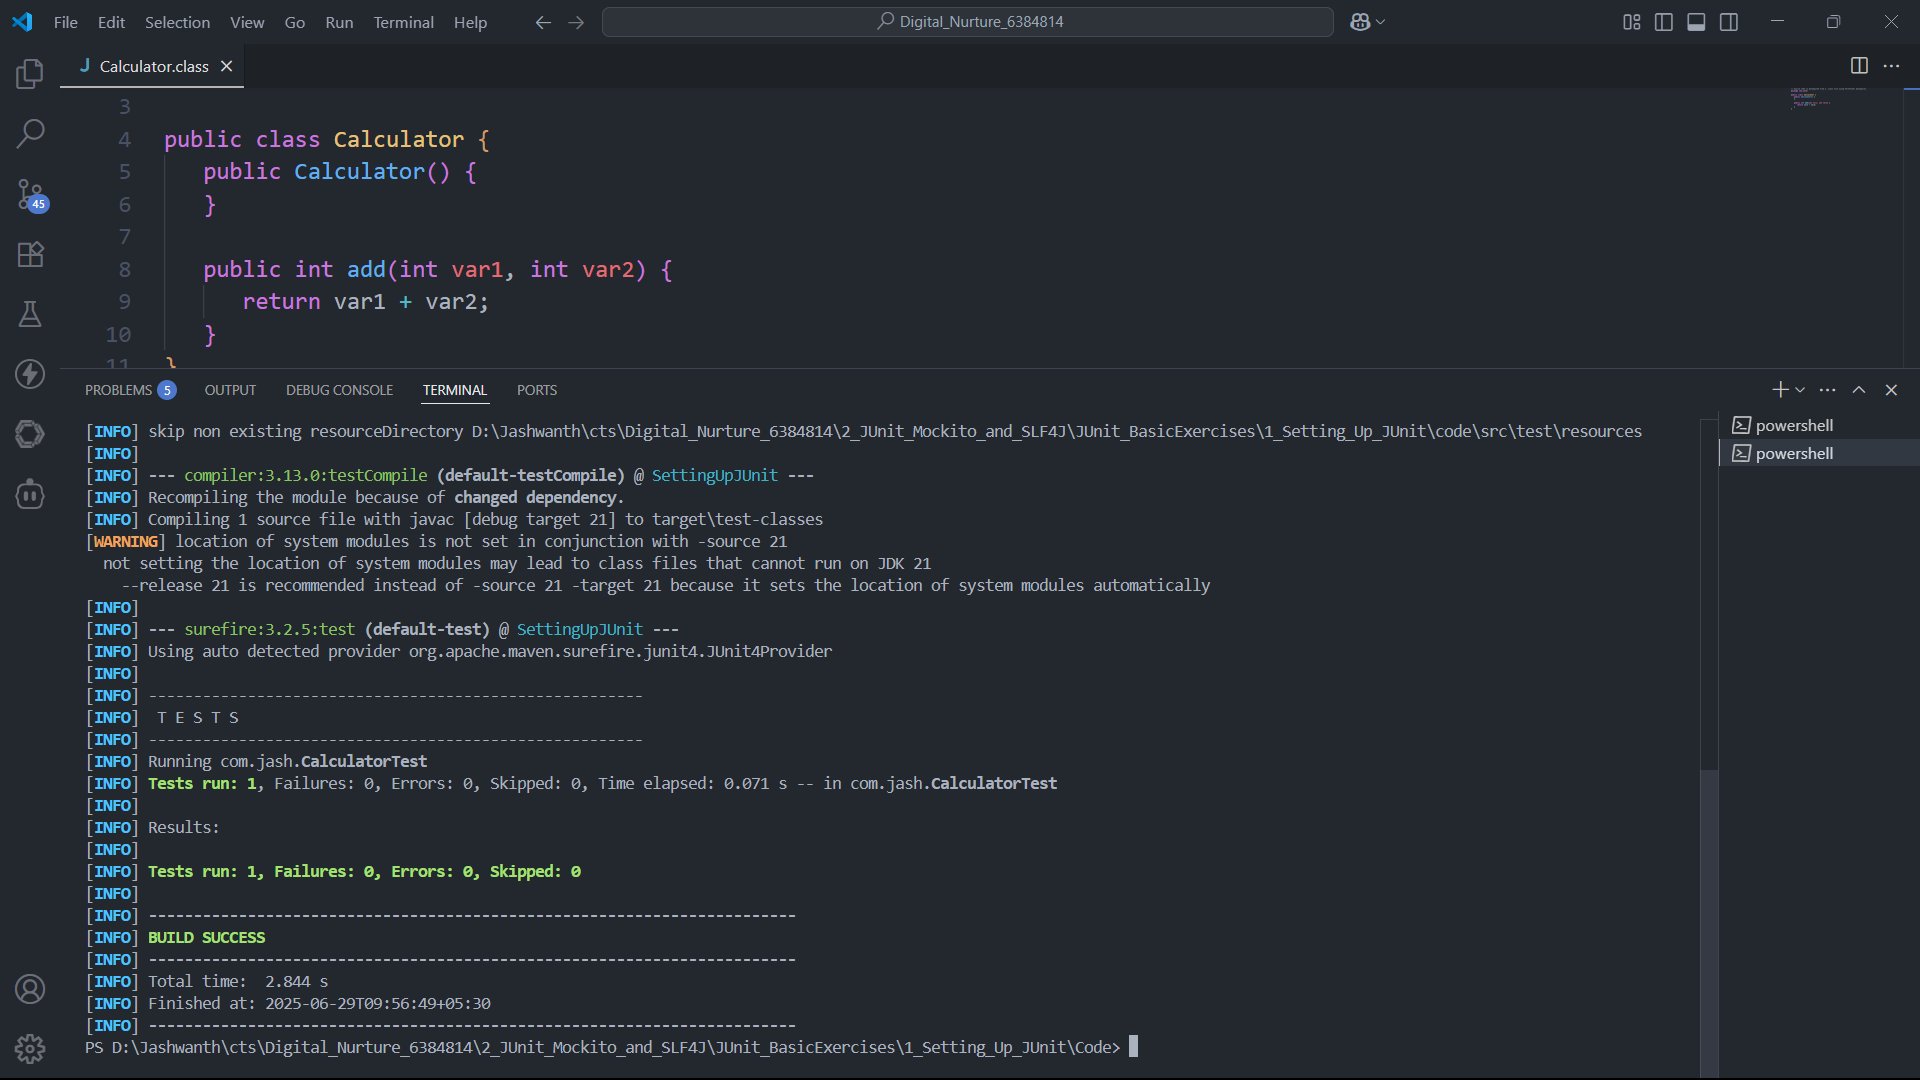 File Edit Selection View Go Run Terminal Help
Digital_Nurture_6384814
J Calculator.class
3
4 public class Calculator {
5 public Calculator() {
6 }
7
8 public int add(int var1, int var2) {
9 return var1 + var2;
10 }
11 }
45
PROBLEMS 5 OUTPUT DEBUG CONSOLE TERMINAL PORTS
[INFO] skip non existing resourceDirectory D:\Jashwanth\cts\Digital_Nurture_6384814\2_JUnit_Mockito_and_SLF4J\JUnit_BasicExercises\1_Setting_Up_JUnit\code\src\test\resources
[INFO]
[INFO] --- compiler:3.13.0:testCompile (default-testCompile) @ SettingUpJUnit ---
[INFO] Recompiling the module because of changed dependency.
[INFO] Compiling 1 source file with javac [debug target 21] to target\test-classes
[WARNING] location of system modules is not set in conjunction with -source 21
not setting the location of system modules may lead to class files that cannot run on JDK 21
--release 21 is recommended instead of -source 21 -target 21 because it sets the location of system modules automatically
[INFO]
[INFO] --- surefire:3.2.5:test (default-test) @ SettingUpJUnit ---
[INFO] Using auto detected provider org.apache.maven.surefire.junit4.JUnit4Provider
[INFO]
[INFO] -------------------------------------------------------
[INFO]  T E S T S
[INFO] -------------------------------------------------------
[INFO] Running com.jash.CalculatorTest
[INFO] Tests run: 1, Failures: 0, Errors: 0, Skipped: 0, Time elapsed: 0.071 s -- in com.jash.CalculatorTest
[INFO]
[INFO] Results:
[INFO]
[INFO] Tests run: 1, Failures: 0, Errors: 0, Skipped: 0
[INFO]
[INFO] ------------------------------------------------------------------------
[INFO] BUILD SUCCESS
[INFO] ------------------------------------------------------------------------
[INFO] Total time:  2.844 s
[INFO] Finished at: 2025-06-29T09:56:49+05:30
[INFO] ------------------------------------------------------------------------
PS D:\Jashwanth\cts\Digital_Nurture_6384814\2_JUnit_Mockito_and_SLF4J\JUnit_BasicExercises\1_Setting_Up_JUnit\Code>
powershell
powershell